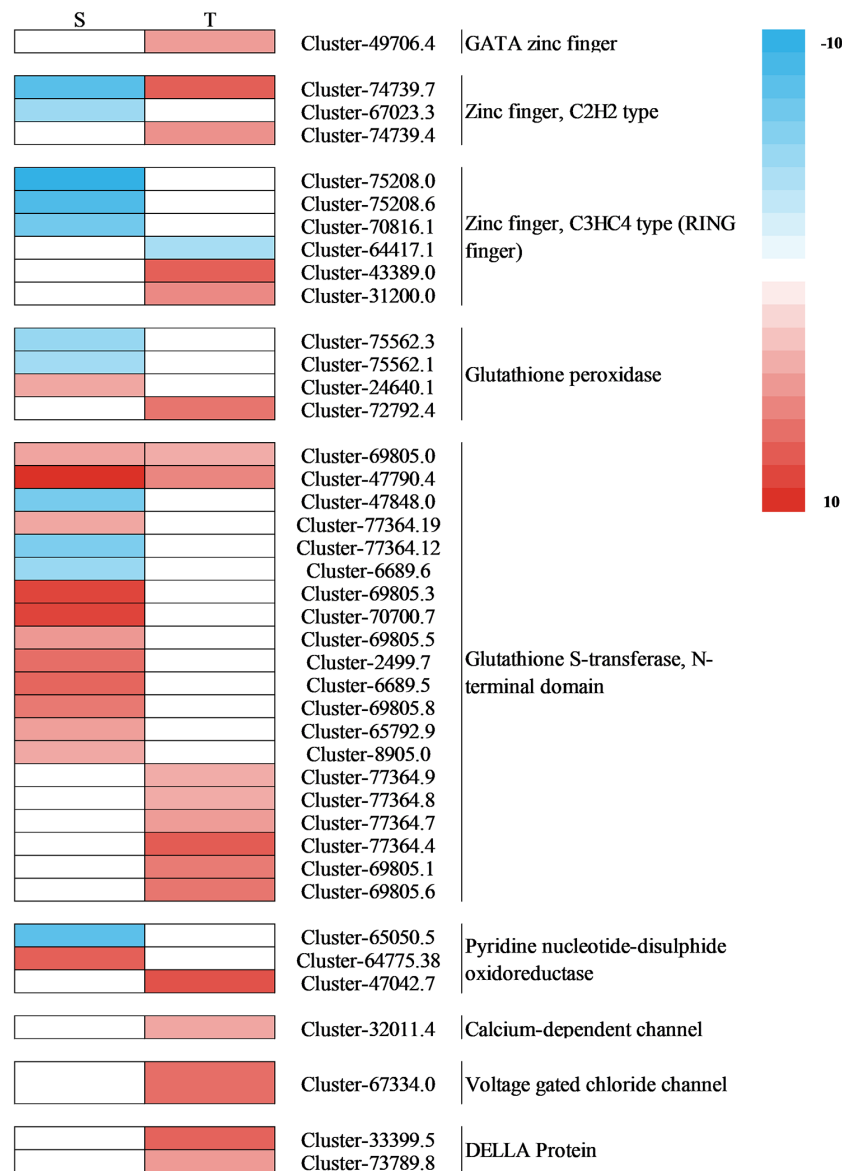 S T
Cluster-49706.4 GATA zinc finger
-10
Cluster-74739.7
Cluster-67023.3 Zinc finger, C2H2 type
Cluster-74739.4
Cluster-75208.0
Cluster-75208.6
Cluster-70816.1 Zinc finger, C3HC4 type (RING
Cluster-64417.1 finger)
Cluster-43389.0
Cluster-31200.0
Cluster-75562.3
Cluster-75562.1
Cluster-24640.1 Glutathione peroxidase
Cluster-72792.4
Cluster-69805.0
Cluster-47790.4
Cluster-47848.0
10
Cluster-77364.19
Cluster-77364.12
Cluster-6689.6
Cluster-69805.3
Cluster-70700.7
Cluster-69805.5
Cluster-2499.7 Glutathione S-transferase, N-
Cluster-6689.5 terminal domain
Cluster-69805.8
Cluster-65792.9
Cluster-8905.0
Cluster-77364.9
Cluster-77364.8
Cluster-77364.7
Cluster-77364.4
Cluster-69805.1
Cluster-69805.6
Cluster-65050.5 Pyridine nucleotide-disulphide
Cluster-64775.38 oxidoreductase
Cluster-47042.7
Cluster-32011.4 Calcium-dependent channel
Cluster-67334.0 Voltage gated chloride channel
Cluster-33399.5 DELLA Protein
Cluster-73789.8